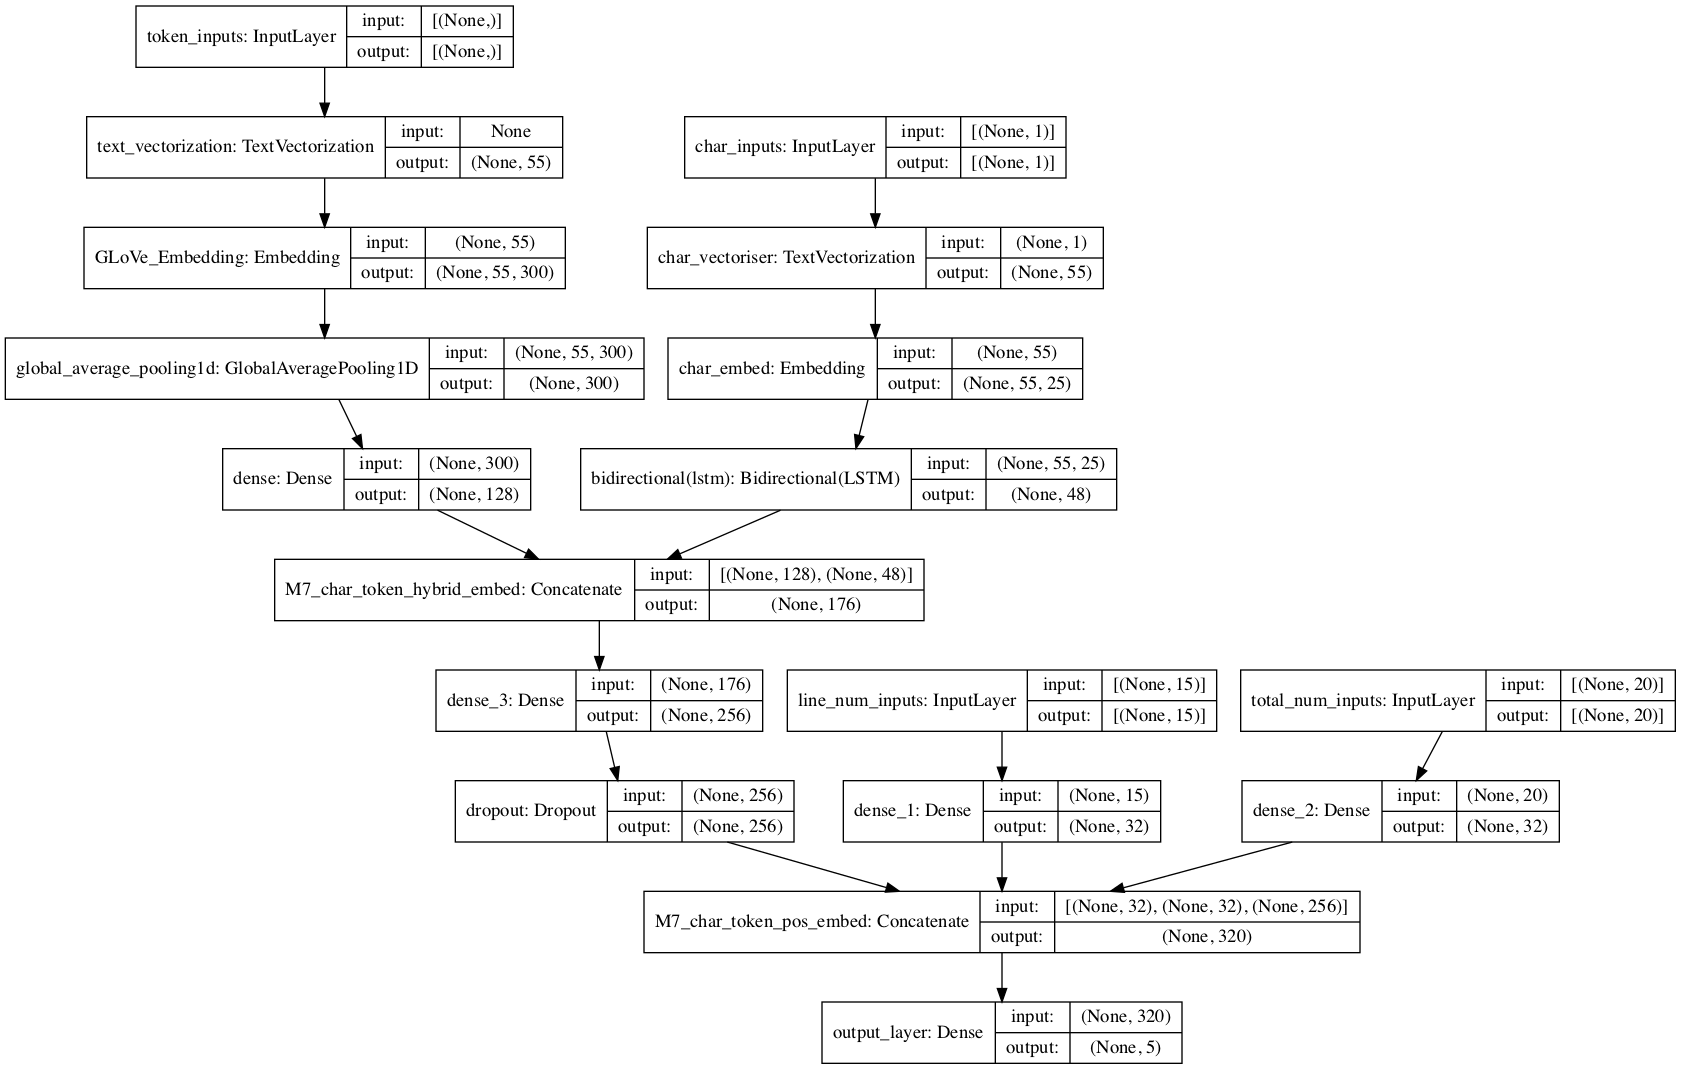 token_inputs: InputLayer
input:
[(None,)]
output:
[(None,)]
text_vectorization: TextVectorization
input:
None
output:
(None, 55)
char_inputs: InputLayer
input:
[(None, 1)]
output:
[(None, 1)]
GLoVe_Embedding: Embedding
input:
(None, 55)
output:
(None, 55, 300)
char_vectoriser: TextVectorization
input:
(None, 1)
output:
(None, 55)
global_average_pooling1d: GlobalAveragePooling1D
input:
(None, 55, 300)
output:
(None, 300)
char_embed: Embedding
input:
(None, 55)
output:
(None, 55, 25)
dense: Dense
input:
(None, 300)
output:
(None, 128)
bidirectional(lstm): Bidirectional(LSTM)
input:
(None, 55, 25)
output:
(None, 48)
M7_char_token_hybrid_embed: Concatenate
input:
[(None, 128), (None, 48)]
output:
(None, 176)
dense_3: Dense
input:
(None, 176)
output:
(None, 256)
line_num_inputs: InputLayer
input:
[(None, 15)]
output:
[(None, 15)]
total_num_inputs: InputLayer
input:
[(None, 20)]
output:
[(None, 20)]
dropout: Dropout
input:
(None, 256)
output:
(None, 256)
dense_1: Dense
input:
(None, 15)
output:
(None, 32)
dense_2: Dense
input:
(None, 20)
output:
(None, 32)
M7_char_token_pos_embed: Concatenate
input:
[(None, 32), (None, 32), (None, 256)]
output:
(None, 320)
output_layer: Dense
input:
(None, 320)
output:
(None, 5)